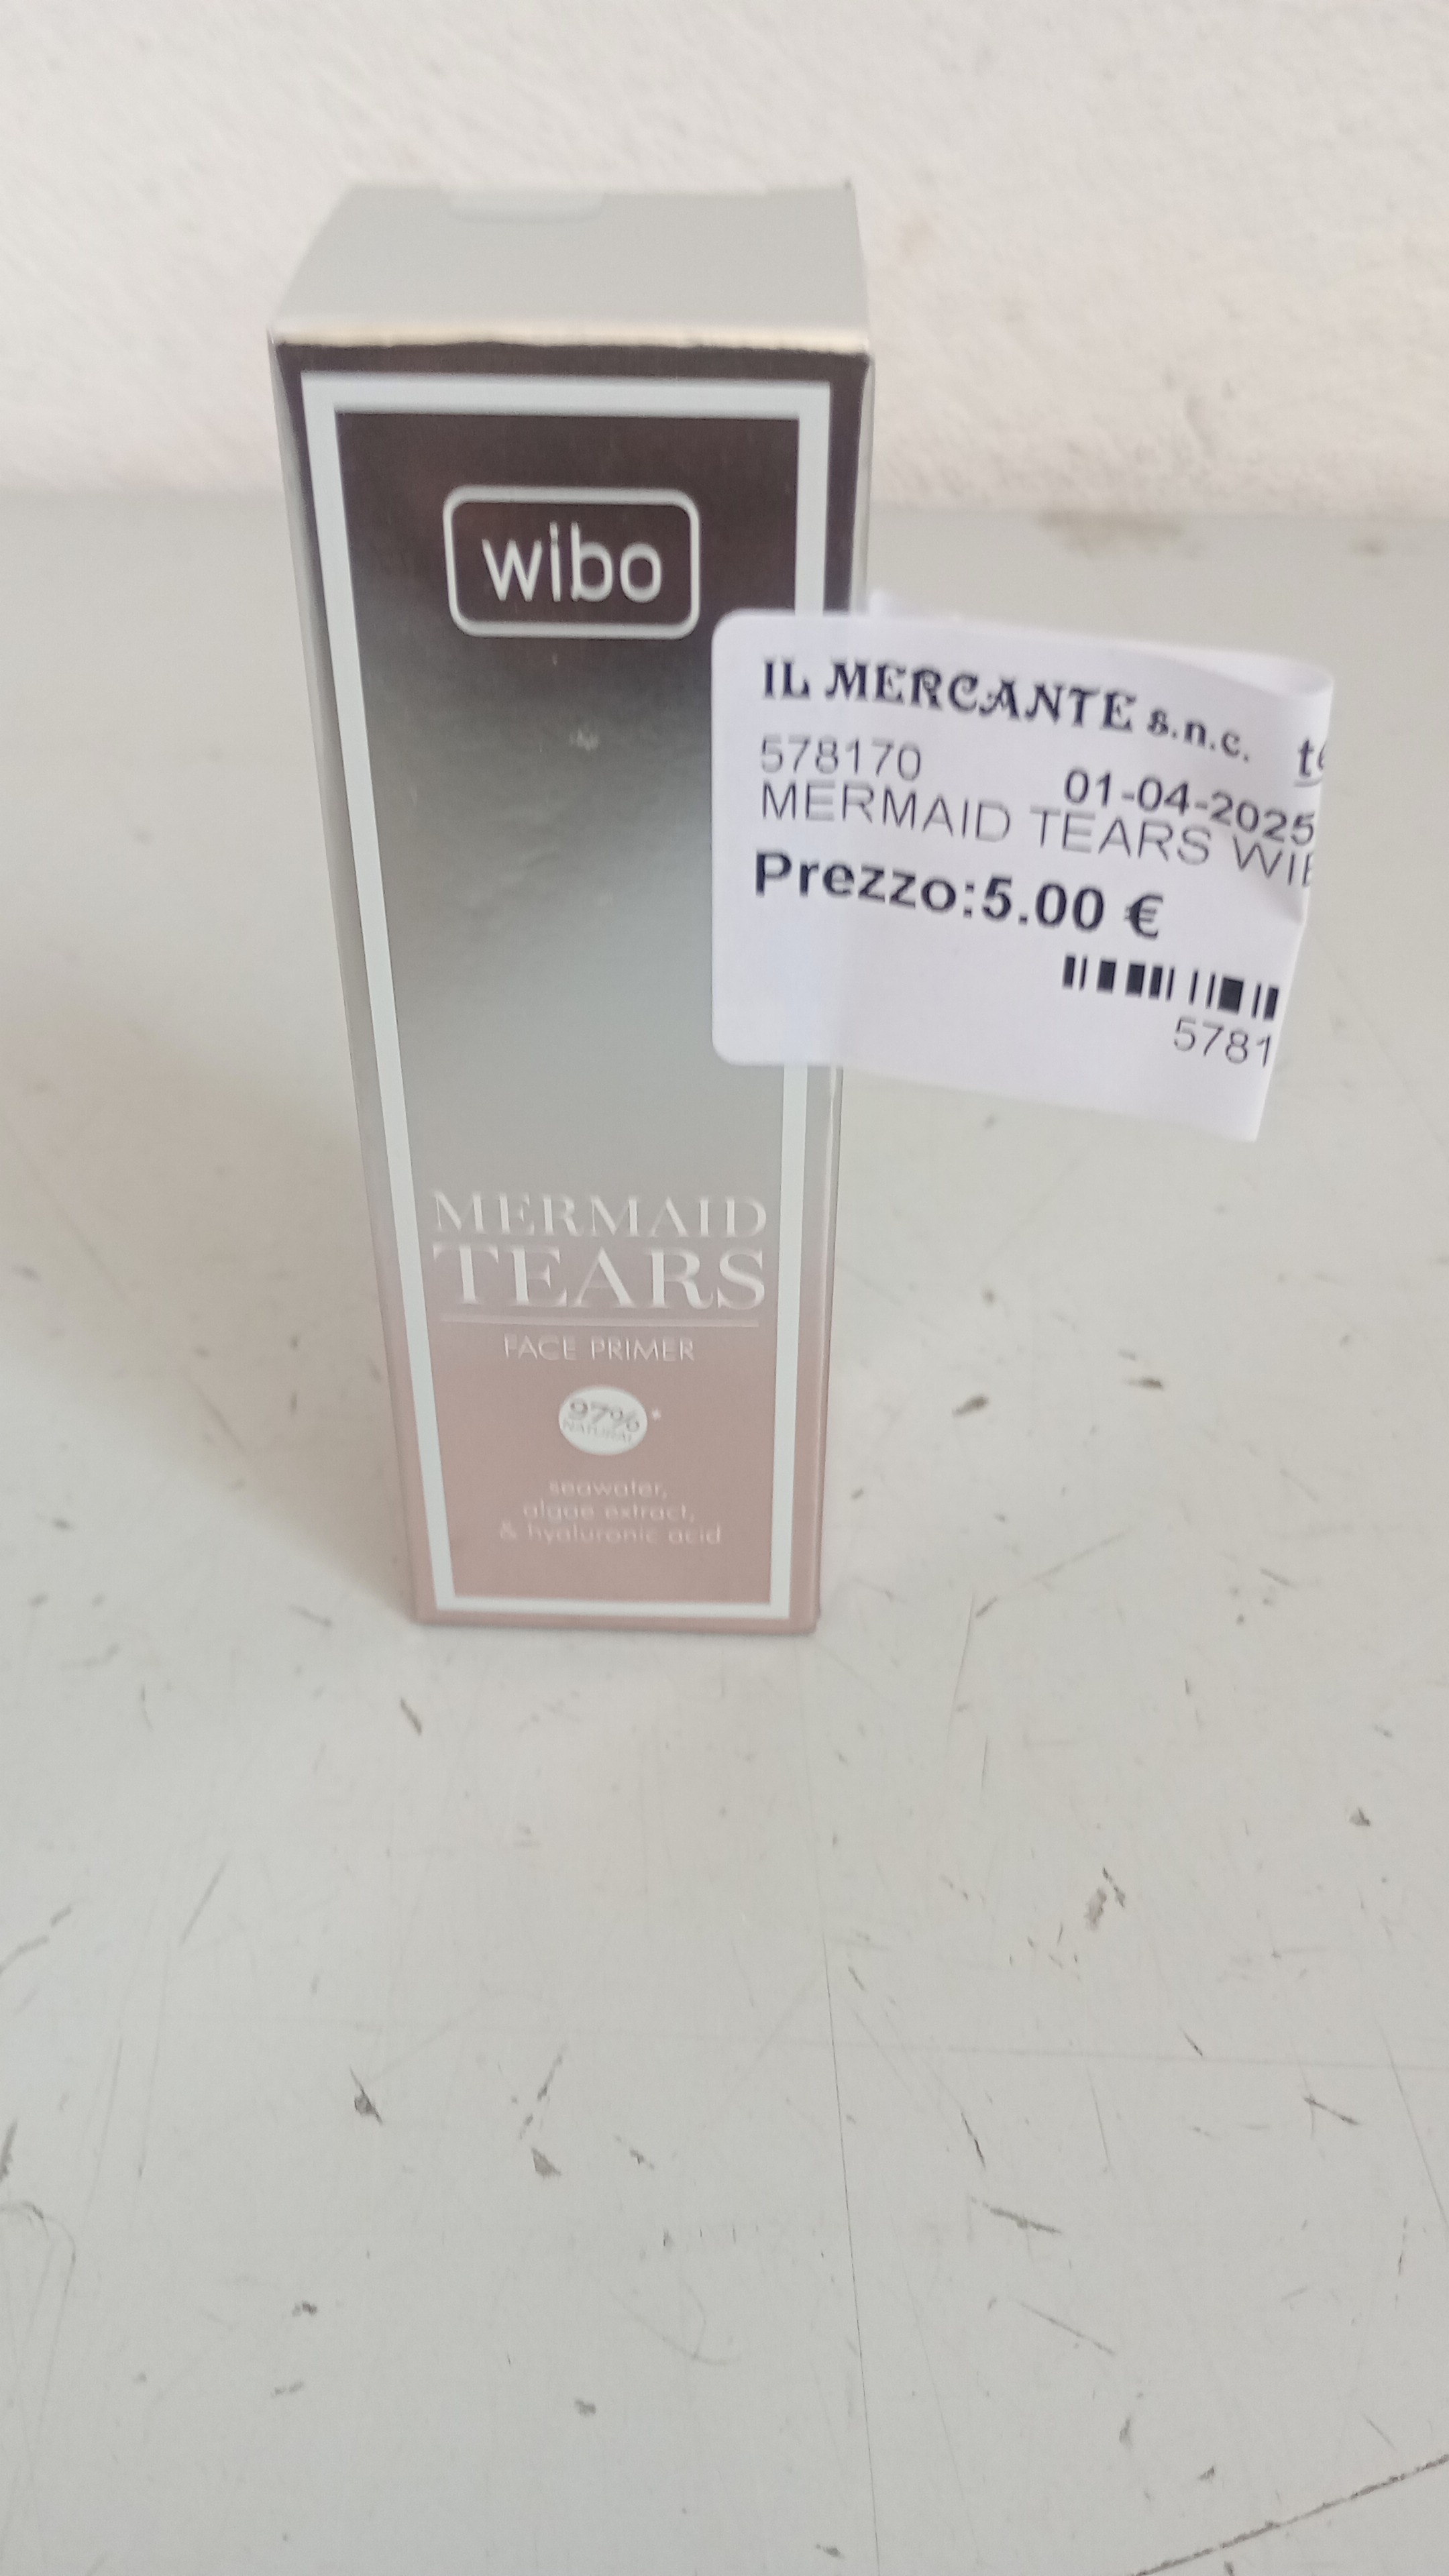 wibo
IL MERCANTE s.n.c.
578170 01-04-2025
MERMAID TEARS
Prezzo:5.00 €
5781
MERMAID
TEARS
FACE PRIMER
97%*
NATURAL
seawater,
algae extract,
& hyaluronic acid